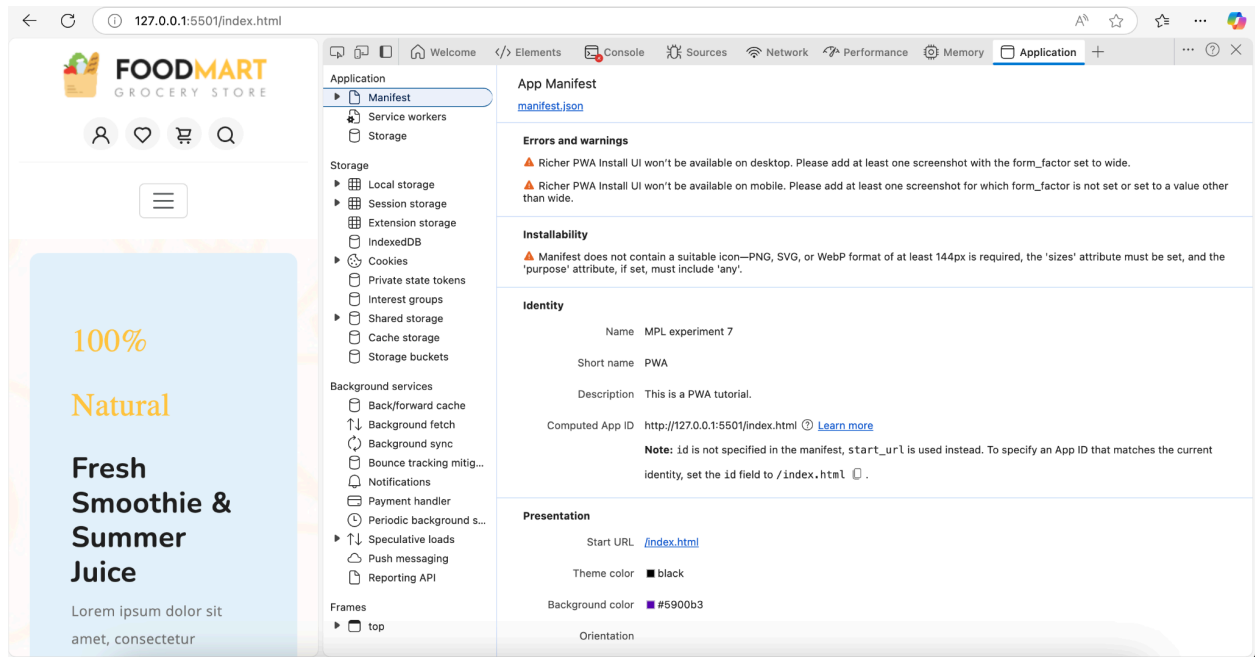 127.0.0.1:5501/index.html
FOODMART
GROCERY STORE
100%
Natural
Fresh
Smoothie &
Summer
Juice
Lorem ipsum dolor sit
amet, consectetur
Welcome
Elements
Console
Sources
Network
Performance
Memory
Application
Application
Manifest
Service workers
Storage
Storage
Local storage
Session storage
Extension storage
IndexedDB
Cookies
Private state tokens
Interest groups
Shared storage
Cache storage
Storage buckets
Background services
Back/forward cache
Background fetch
Background sync
Bounce tracking mitig...
Notifications
Payment handler
Periodic background s...
Speculative loads
Push messaging
Reporting API
Frames
top
App Manifest
manifest.json
Errors and warnings
Richer PWA Install UI won't be available on desktop. Please add at least one screenshot with the form_factor set to wide.
Richer PWA Install UI won't be available on mobile. Please add at least one screenshot for which form_factor is not set or set to a value other
than wide.
Installability
Manifest does not contain a suitable icon—PNG, SVG, or WebP format of at least 144px is required, the 'sizes' attribute must be set, and the
'purpose' attribute, if set, must include 'any'.
Identity
Name MPL experiment 7
Short name PWA
Description This is a PWA tutorial.
Computed App ID http://127.0.0.1:5501/index.html Learn more
Note: id is not specified in the manifest, start_url is used instead. To specify an App ID that matches the current
identity, set the id field to /index.html .
Presentation
Start URL /index.html
Theme color black
Background color #5900b3
Orientation